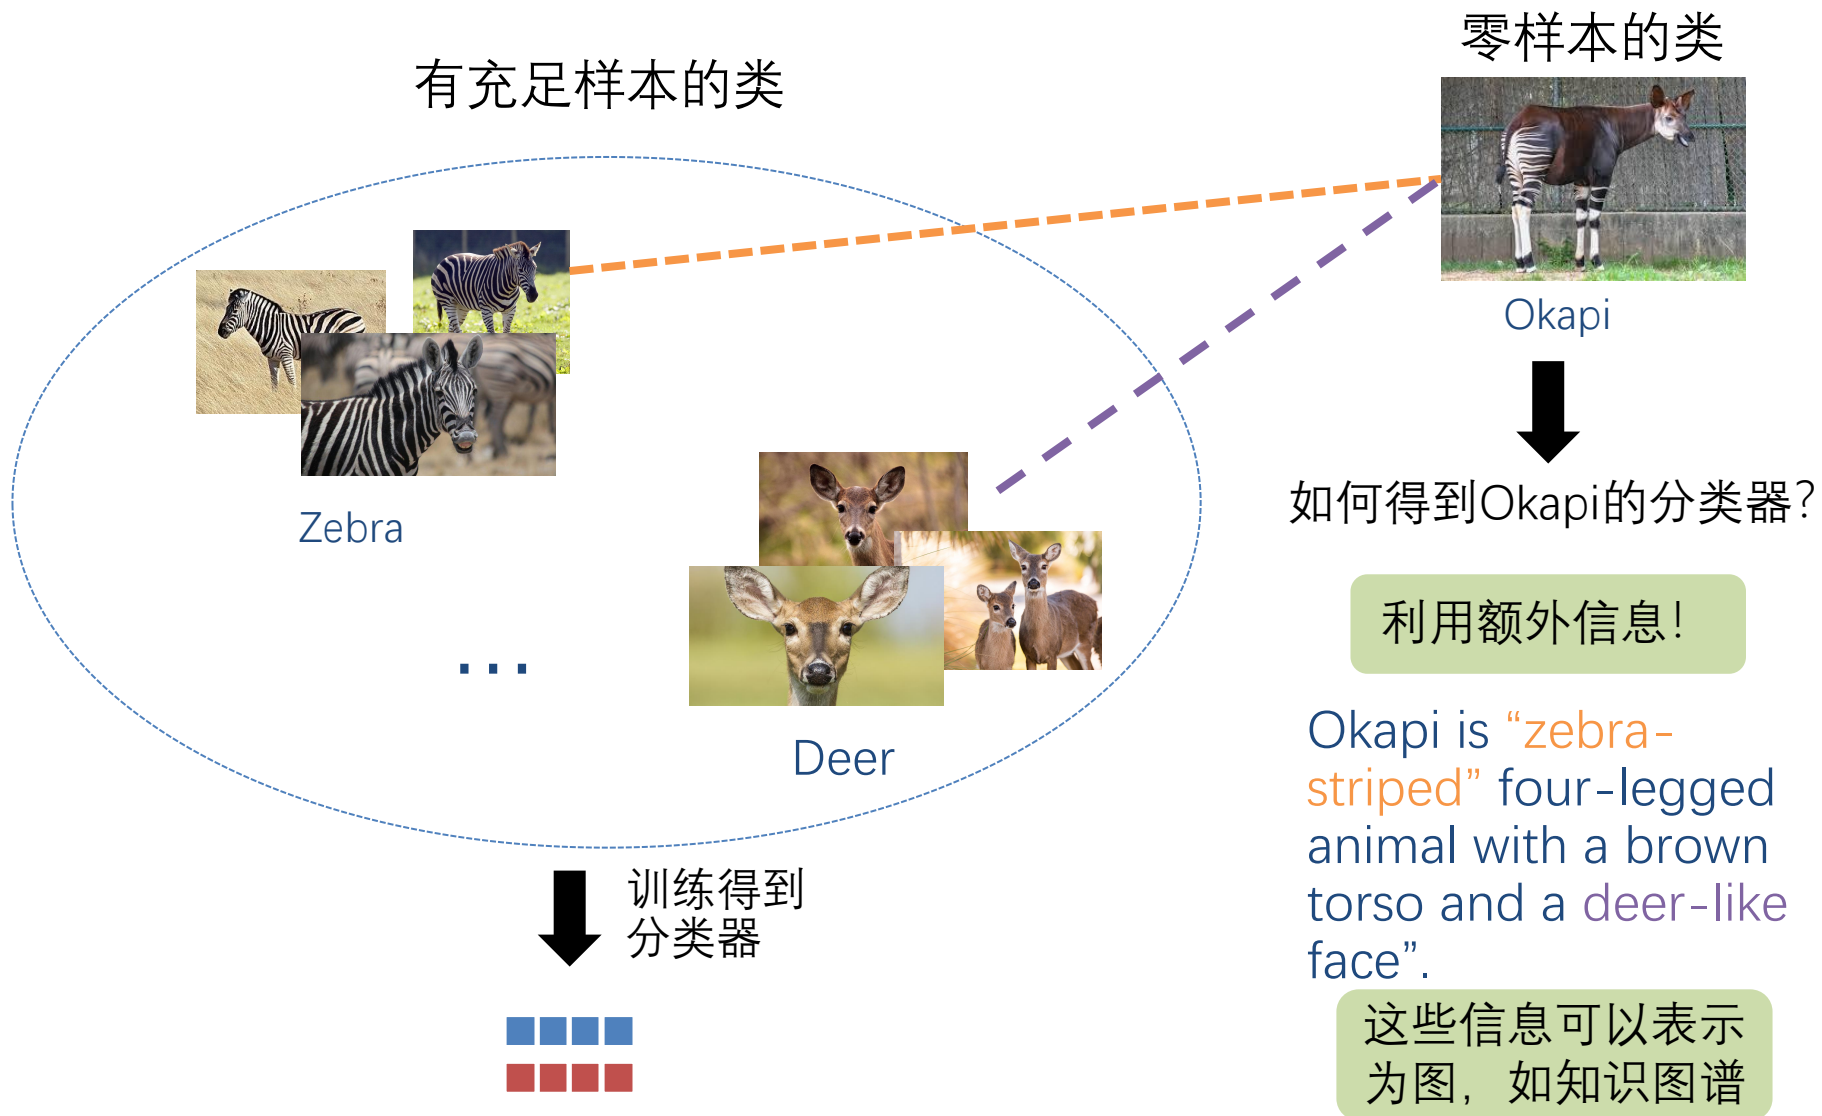 零样本的类
有充足样本的类
Okapi
Zebra
如何得到Okapi的分类器?
利用额外信息!
...
Deer
Okapi is “zebra-
striped” four-legged
animal with a brown
torso and a deer-like
face”.
训练得到
分类器
这些信息可以表示
为图，如知识图谱